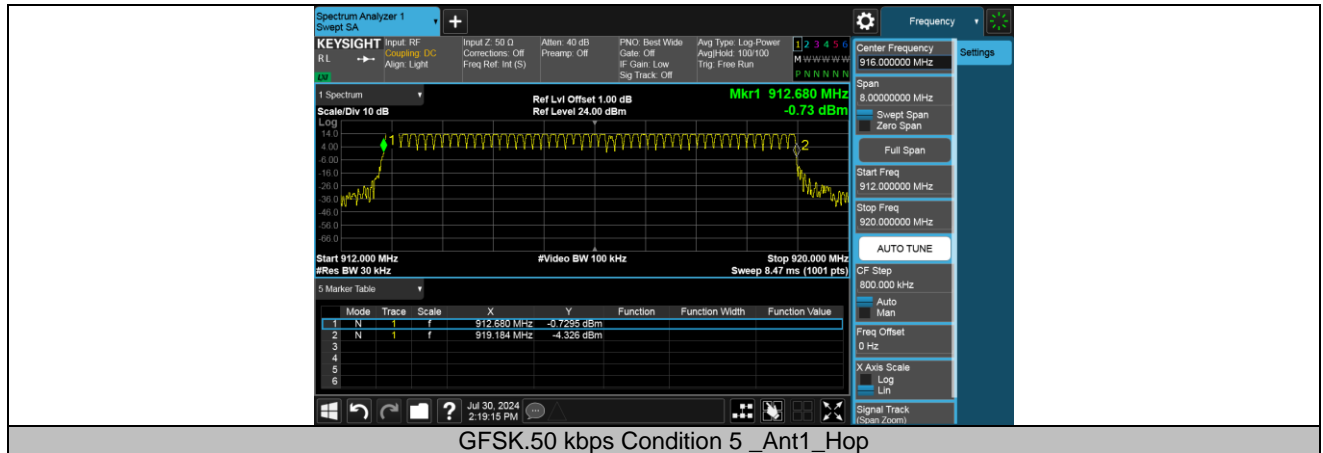 Spectrum Analyzer 1
Swept SA
+
Frequency
KEYSIGHT
RL
LXI
Input: RF
Coupling: DC
Align: Light
Input Z: 50 Ω
Corrections: Off
Freq Ref: Int (S)
Atten: 40 dB
Preamp: Off
PNO: Best Wide
Gate: Off
IF Gain: Low
Sig Track: Off
Avg Type: Log-Power
Avg|Hold: 100/100
Trig: Free Run
1 2 3 4 5 6
M W W W W W
P N N N N N
1 Spectrum
Scale/Div 10 dB
Ref Lvl Offset 1.00 dB
Ref Level 24.00 dBm
Mkr1 912.680 MHz
-0.73 dBm
Log
14.0
4.00
-6.00
-16.0
-26.0
-36.0
-46.0
-56.0
-66.0
1
2
Start 912.000 MHz
#Res BW 30 kHz
#Video BW 100 kHz
Stop 920.000 MHz
Sweep 8.47 ms (1001 pts)
5 Marker Table
Mode Trace Scale X Y Function Function Width Function Value
1 N 1 f 912.680 MHz -0.7295 dBm
2 N 1 f 919.184 MHz -4.326 dBm
3
4
5
6
?
Jul 30, 2024
2:19:15 PM
Center Frequency
916.000000 MHz
Settings
Span
8.00000000 MHz
Swept Span
Zero Span
Full Span
Start Freq
912.000000 MHz
Stop Freq
920.000000 MHz
AUTO TUNE
CF Step
800.000 kHz
Auto
Man
Freq Offset
0 Hz
X Axis Scale
Log
Lin
Signal Track
(Span Zoom)
GFSK.50 kbps Condition 5 _Ant1_Hop